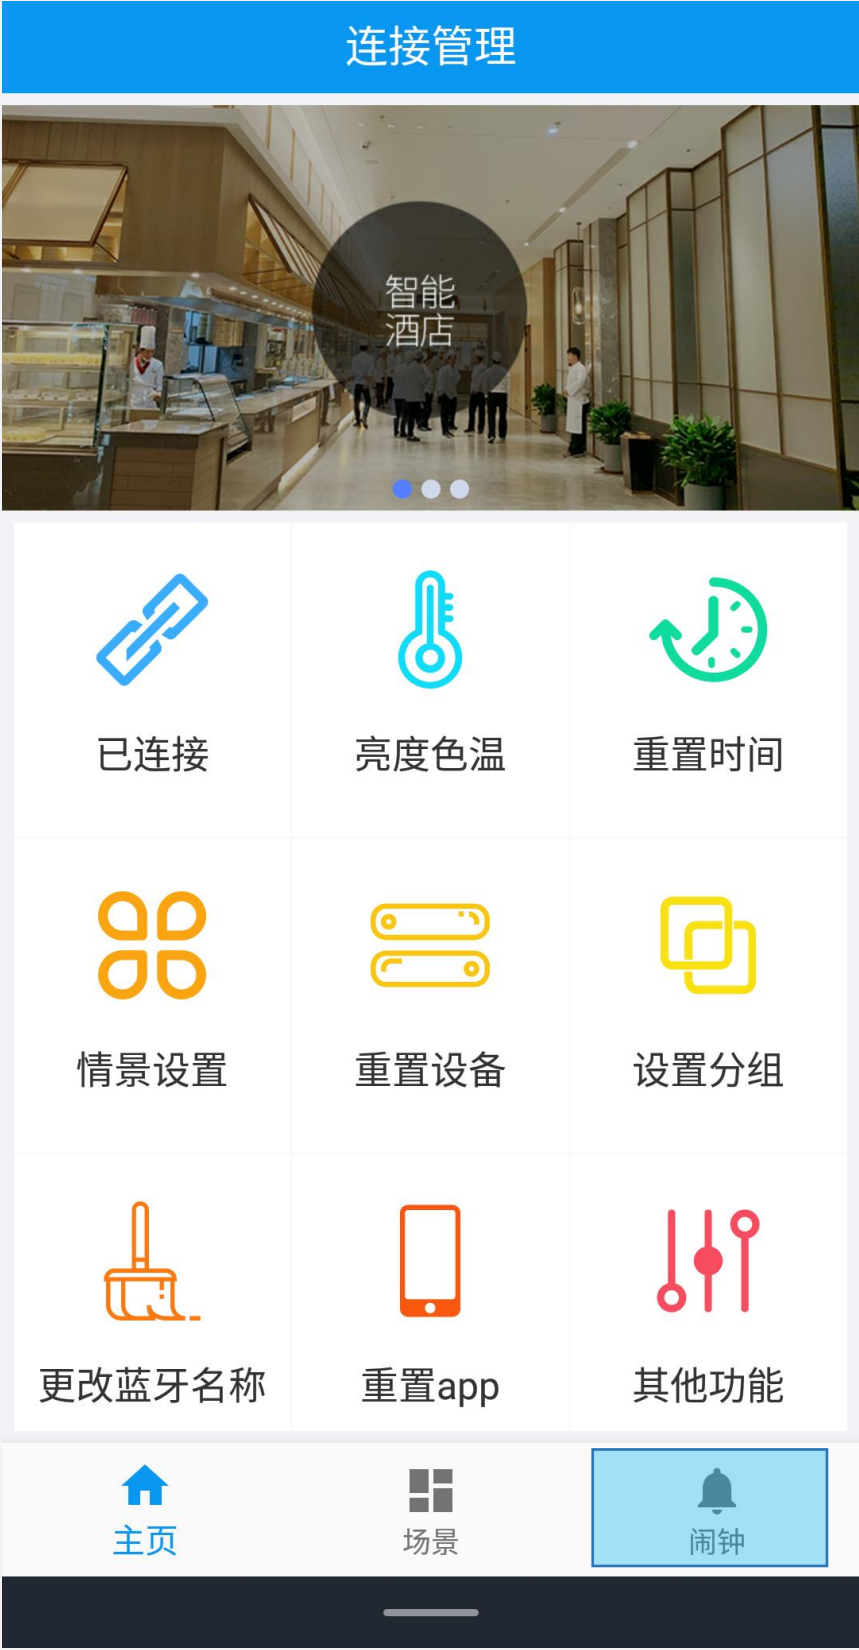 连接管理
智能
酒店
已连接
亮度色温
重置时间
情景设置
重置设备
设置分组
更改蓝牙名称
重置app
其他功能
主页
场景
闹钟